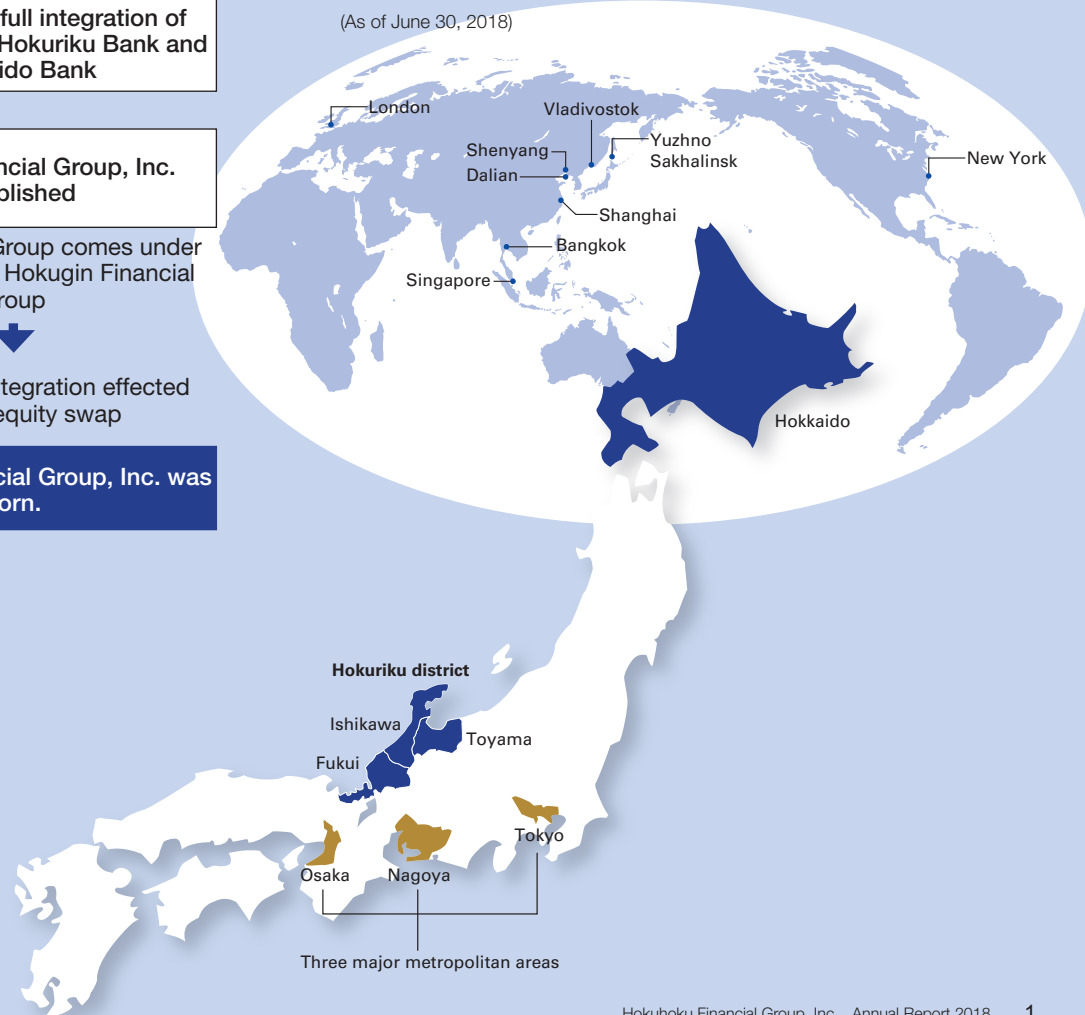 full integration of
Hokuriku Bank and
ido Bank
ncial Group, Inc.
blished
Group comes under
Hokugin Financial
roup
ntegration effected
equity swap
cial Group, Inc. was
orn.
(As of June 30, 2018)
London
Vladivostok
Yuzhno
Sakhalinsk
Shenyang
Dalian
New York
Shanghai
Bangkok
Singapore
Hokkaido
Hokuriku district
Ishikawa
Toyama
Fukui
Tokyo
Osaka
Nagoya
Three major metropolitan areas
Hokuhoku Financial Group, Inc. Annual Report 2018 1